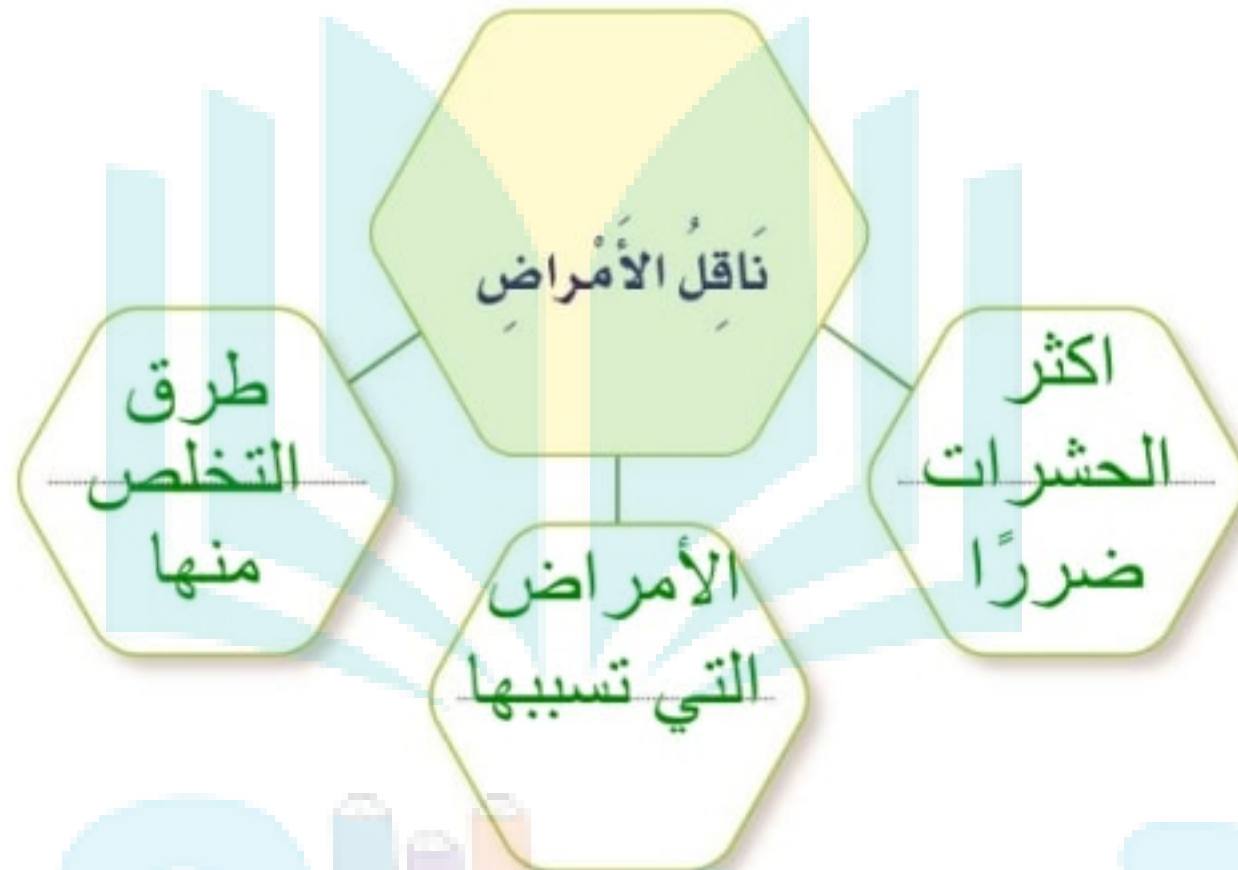 نَاقِلُ الأَمْراضِ
اكثر
الحشرات
ضررًا
الأمراض
التي تسببها
طرق
التخلص
منها